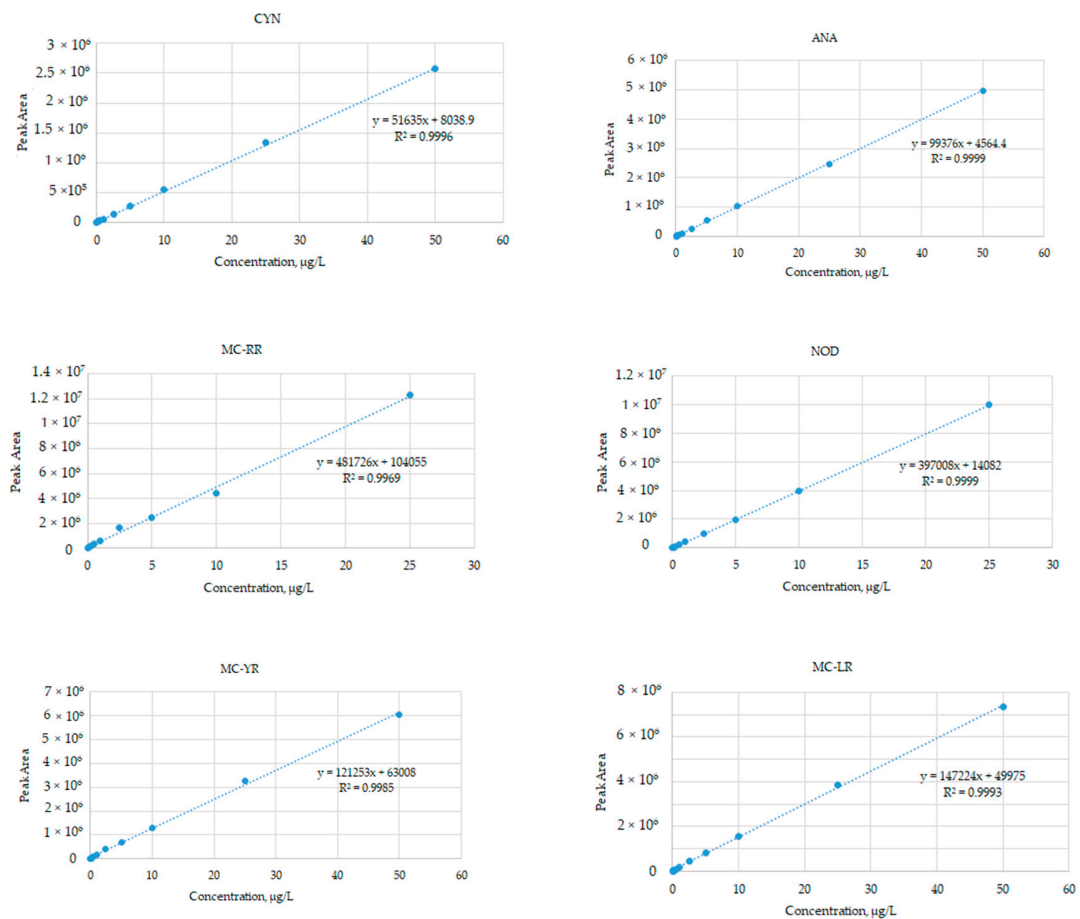 CYN
3 × 10⁶
2.5 × 10⁶
2 × 10⁶
1.5 × 10⁶
1 × 10⁶
5 × 10⁵
0
Peak Area
y = 51635x + 8038.9
R² = 0.9996
0 10 20 30 40 50 60
Concentration, µg/L
ANA
6 × 10⁶
5 × 10⁶
4 × 10⁶
3 × 10⁶
2 × 10⁶
1 × 10⁶
0
Peak Area
y = 99376x + 4564.4
R² = 0.9999
0 10 20 30 40 50 60
Concentration, µg/L
MC-RR
1.4 × 10⁷
1.2 × 10⁷
1 × 10⁷
8 × 10⁶
6 × 10⁶
4 × 10⁶
2 × 10⁶
0
Peak Area
y = 481726x + 104055
R² = 0.9969
0 5 10 15 20 25 30
Concentration, µg/L
NOD
1.2 × 10⁷
1 × 10⁷
8 × 10⁶
6 × 10⁶
4 × 10⁶
2 × 10⁶
0
Peak Area
y = 397008x + 14082
R² = 0.9999
0 5 10 15 20 25 30
Concentration, µg/L
MC-YR
7 × 10⁶
6 × 10⁶
5 × 10⁶
4 × 10⁶
3 × 10⁶
2 × 10⁶
1 × 10⁶
0
Peak Area
y = 121253x + 63008
R² = 0.9985
0 10 20 30 40 50 60
Concentration, µg/L
MC-LR
8 × 10⁶
6 × 10⁶
4 × 10⁶
2 × 10⁶
0
Peak Area
y = 147224x + 49975
R² = 0.9993
0 10 20 30 40 50 60
Concentration, µg/L